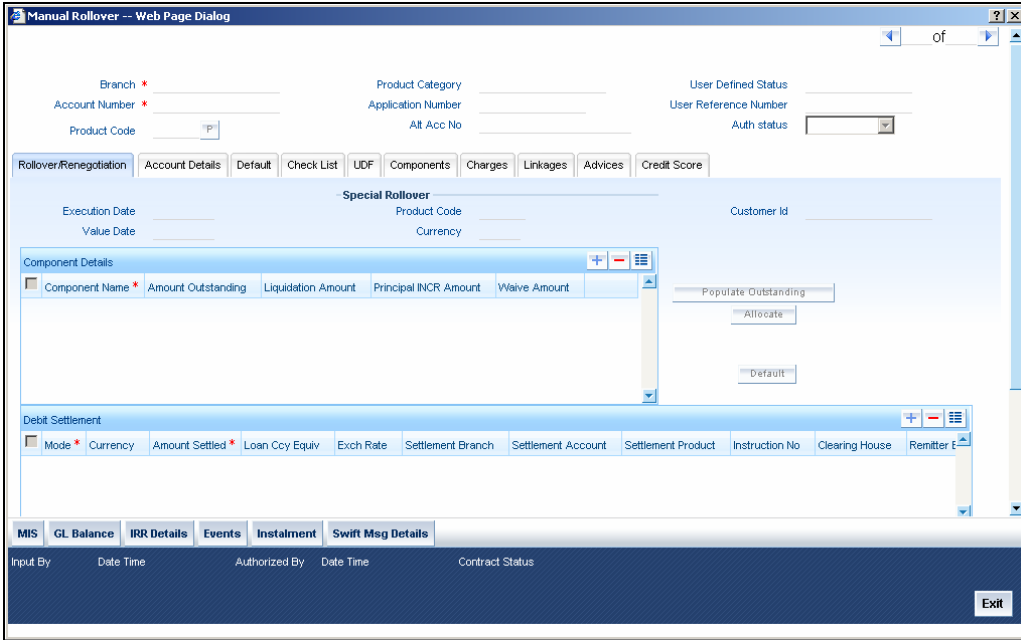 Manual Rollover -- Web Page Dialog
of
Branch * Product Category User Defined Status
Account Number * Application Number User Reference Number
Product Code P Alt Acc No Auth status
Rollover/Renegotiation Account Details Default Check List UDF Components Charges Linkages Advices Credit Score
Special Rollover
Execution Date Product Code Customer Id
Value Date Currency
Component Details
Component Name * Amount Outstanding Liquidation Amount Principal INCR Amount Waive Amount
Populate Outstanding
Allocate
Default
Debit Settlement
Mode * Currency Amount Settled * Loan Ccy Equiv Exch Rate Settlement Branch Settlement Account Settlement Product Instruction No Clearing House Remitter
MIS GL Balance IRR Details Events Instalment Swift Msg Details
Input By Date Time Authorized By Date Time Contract Status
Exit